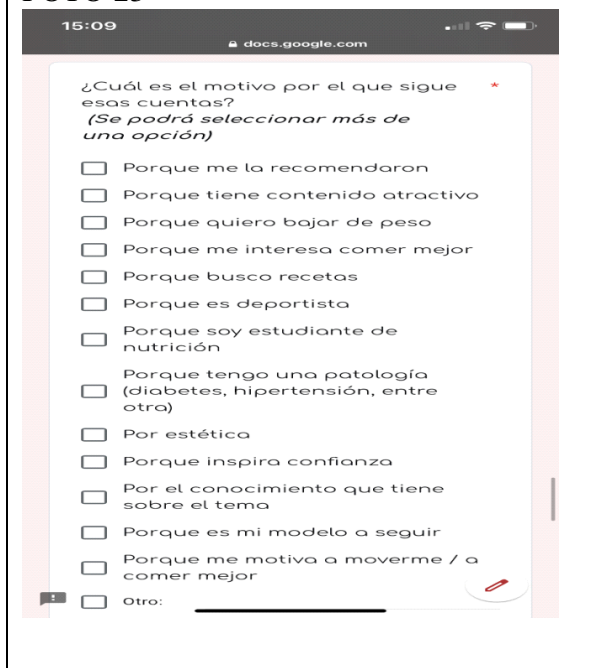 15:09
docs.google.com
¿Cuál es el motivo por el que sigue *
esas cuentas?
(Se podrá seleccionar más de
una opción)
Porque me la recomendaron
Porque tiene contenido atractivo
Porque quiero bajar de peso
Porque me interesa comer mejor
Porque busco recetas
Porque es deportista
Porque soy estudiante de
nutrición
Porque tengo una patología
(diabetes, hipertensión, entre
otra)
Por estética
Porque inspira confianza
Por el conocimiento que tiene
sobre el tema
Porque es mi modelo a seguir
Porque me motiva a moverme / a
comer mejor
Otro: